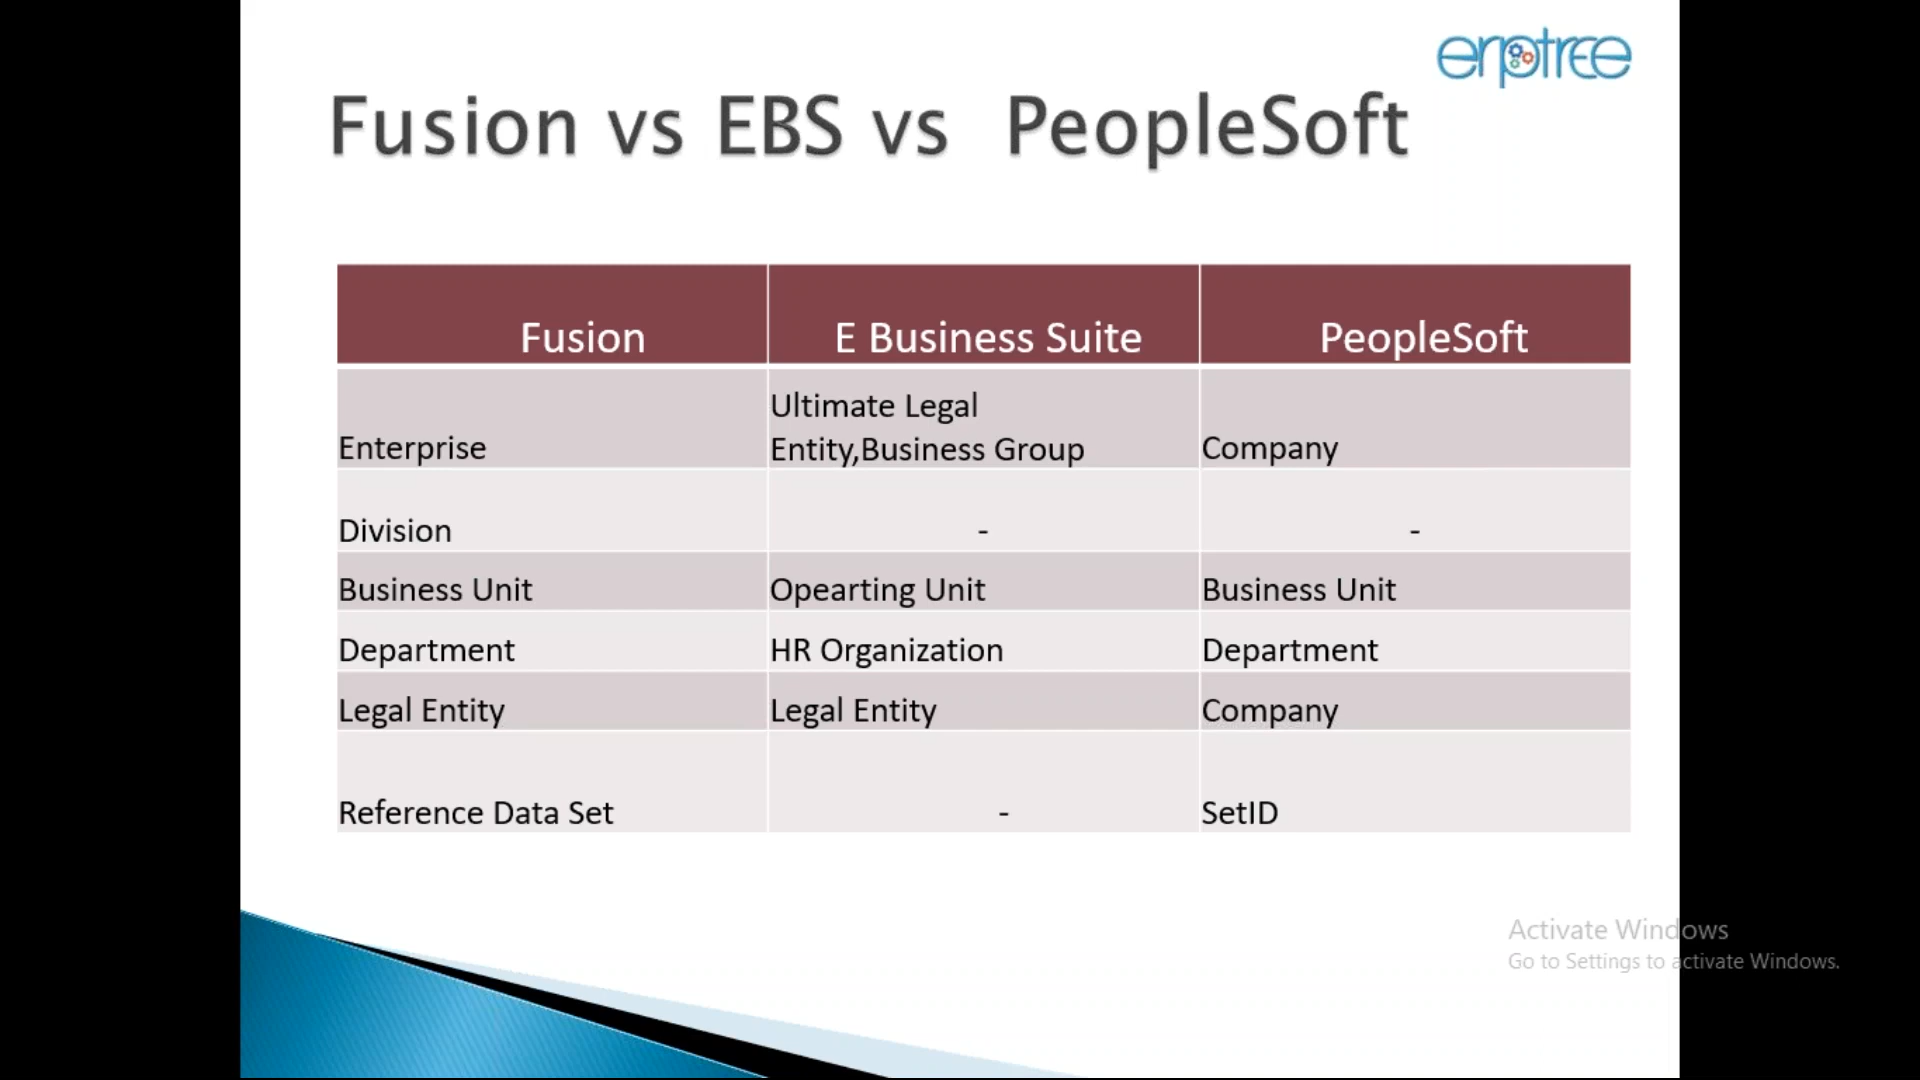 erptree
Fusion vs EBS vs PeopleSoft
Fusion
E Business Suite
PeopleSoft
Enterprise
Ultimate Legal
Entity,Business Group
Company
Division
-
-
Business Unit
Opearting Unit
Business Unit
Department
HR Organization
Department
Legal Entity
Legal Entity
Company
Reference Data Set
-
SetID
Activate Windows
Go to Settings to activate Windows.